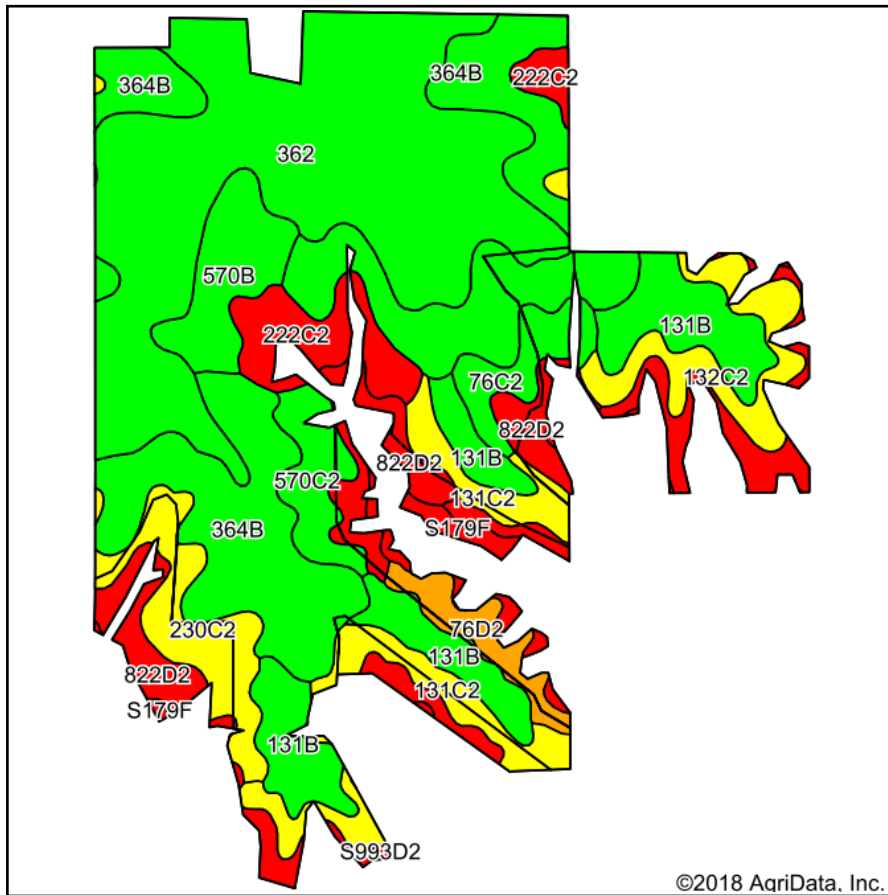 364B
364B
222C2
362
570B
222C2
131B
76C2
132C2
822D2
131B
822D2
570C2
131C2
S179F
364B
76D2
230C2
131B
822D2
131C2
S179F
131B
S993D2
©2018 AgriData, Inc.